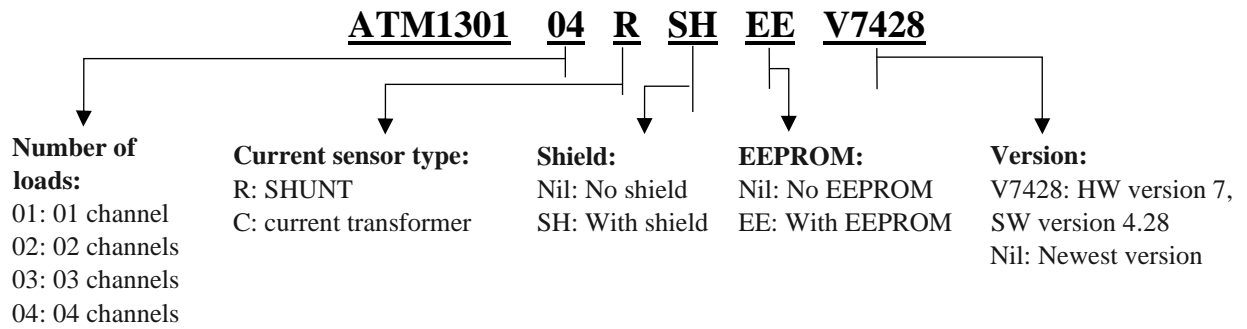 ATM1301 04 R SH EE V7428
Number of
loads:
01: 01 channel
02: 02 channels
03: 03 channels
04: 04 channels
Current sensor type:
R: SHUNT
C: current transformer
Shield:
Nil: No shield
SH: With shield
EEPROM:
Nil: No EEPROM
EE: With EEPROM
Version:
V7428: HW version 7,
SW version 4.28
Nil: Newest version